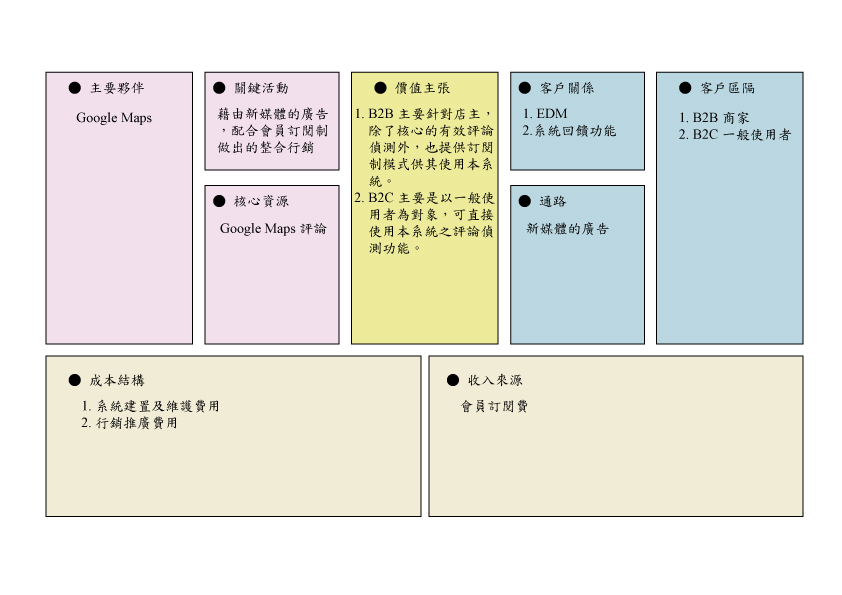 ● 主要夥伴
Google Maps
● 關鍵活動
藉由新媒體的廣告
，配合會員訂閱制
做出的整合行銷
● 核心資源
Google Maps 評論
● 價值主張
1. B2B 主要針對店主，
除了核心的有效評論
偵測外，也提供訂閱
制模式供其使用本系
統。
2. B2C 主要是以一般使
用者為對象，可直接
使用本系統之評論偵
測功能。
● 客戶關係
1. EDM
2.系統回饋功能
● 通路
新媒體的廣告
● 客戶區隔
1. B2B 商家
2. B2C 一般使用者
● 成本結構
1. 系統建置及維護費用
2. 行銷推廣費用
● 收入來源
會員訂閱費